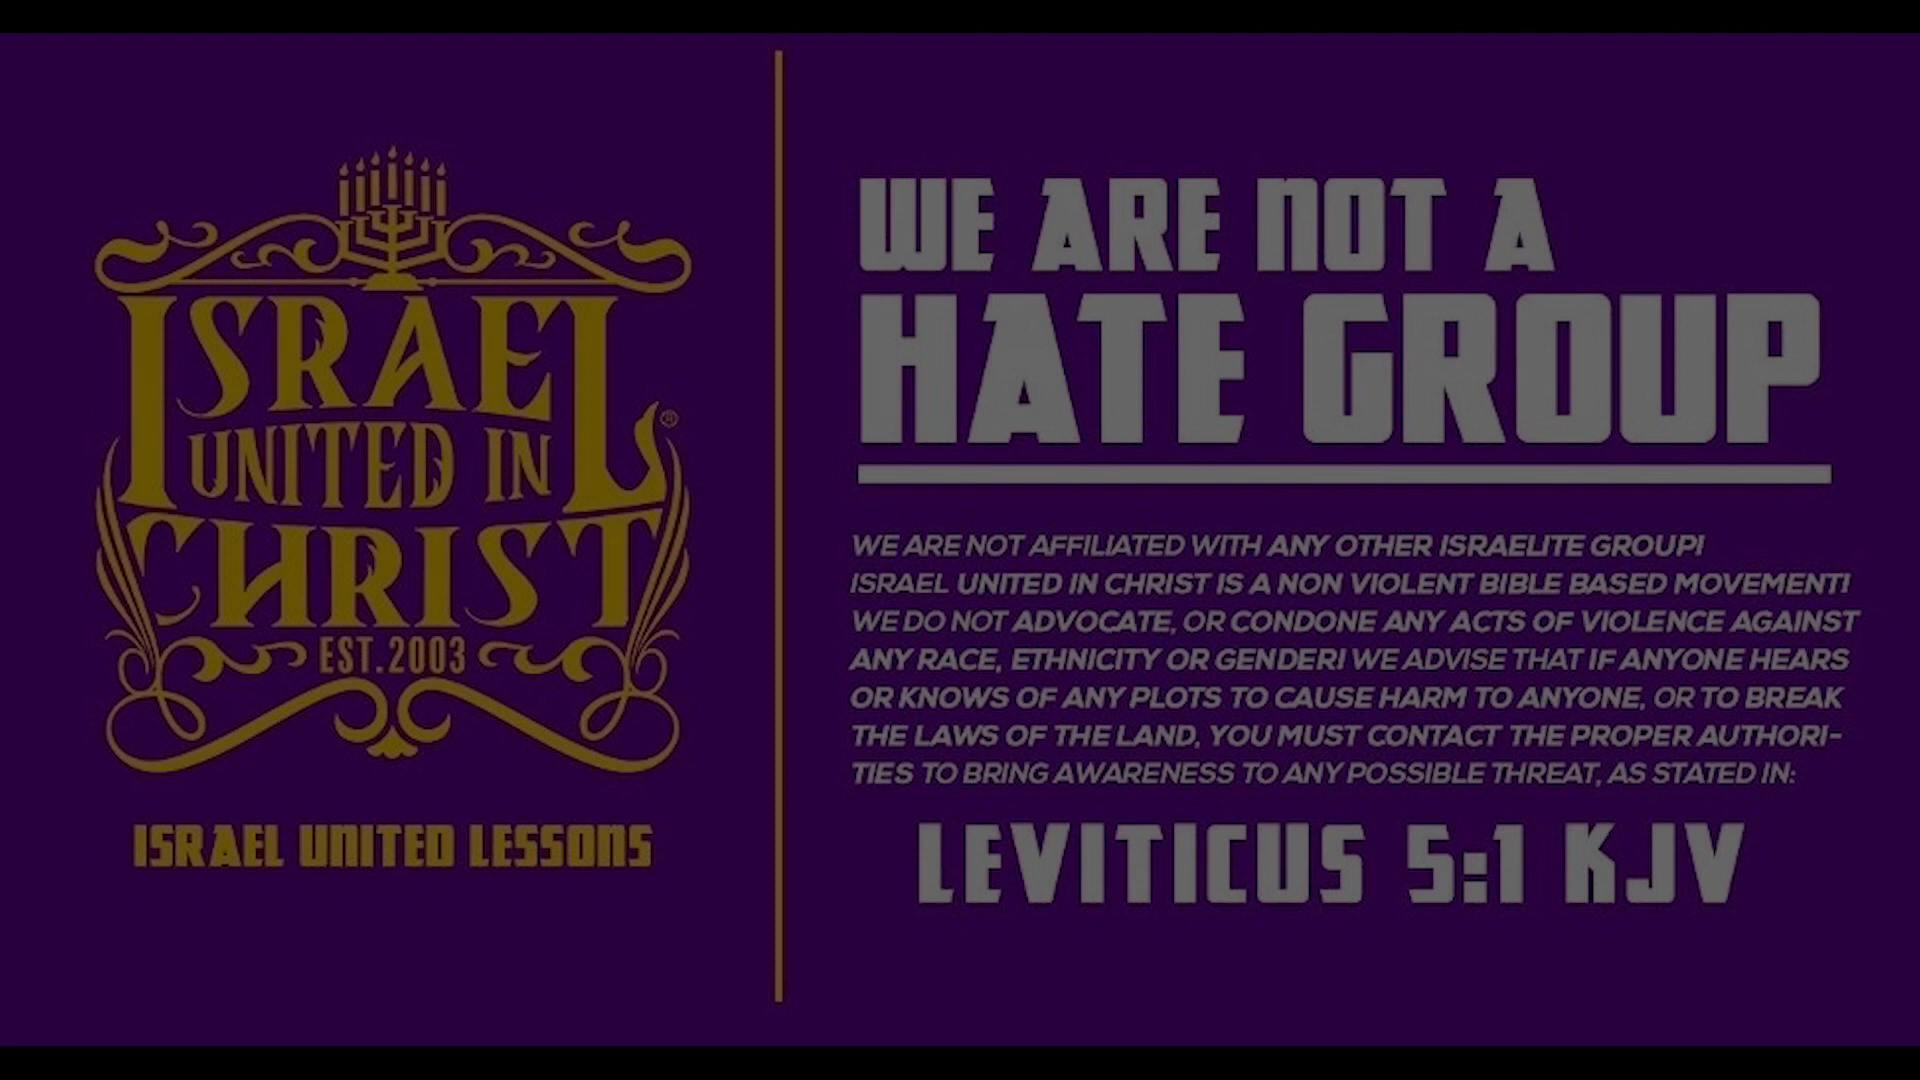 ISRAEL
UNITED IN
CHRIST
®
EST. 2003
ISRAEL UNITED LESSONS
WE ARE NOT A
HATE GROUP
WE ARE NOT AFFILIATED WITH ANY OTHER ISRAELITE GROUP!
ISRAEL UNITED IN CHRIST IS A NON VIOLENT BIBLE BASED MOVEMENT!
WE DO NOT ADVOCATE, OR CONDONE ANY ACTS OF VIOLENCE AGAINST
ANY RACE, ETHNICITY OR GENDER! WE ADVISE THAT IF ANYONE HEARS
OR KNOWS OF ANY PLOTS TO CAUSE HARM TO ANYONE, OR TO BREAK
THE LAWS OF THE LAND, YOU MUST CONTACT THE PROPER AUTHORI-
TIES TO BRING AWARENESS TO ANY POSSIBLE THREAT, AS STATED IN:
LEVITICUS 5:1 KJV